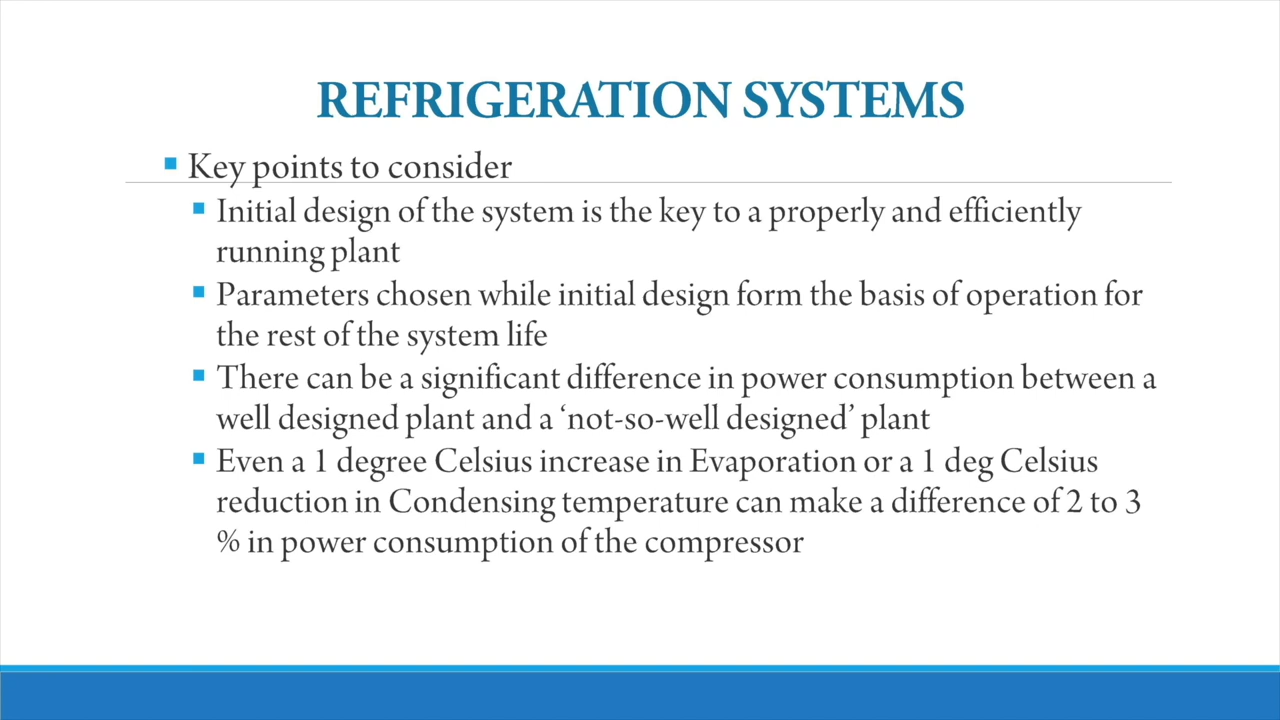 REFRIGERATION SYSTEMS
Key points to consider
Initial design of the system is the key to a properly and efficiently
running plant
Parameters chosen while initial design form the basis of operation for
the rest of the system life
There can be a significant difference in power consumption between a
well designed plant and a ‘not-so-well designed’ plant
Even a 1 degree Celsius increase in Evaporation or a 1 deg Celsius
reduction in Condensing temperature can make a difference of 2 to 3
% in power consumption of the compressor